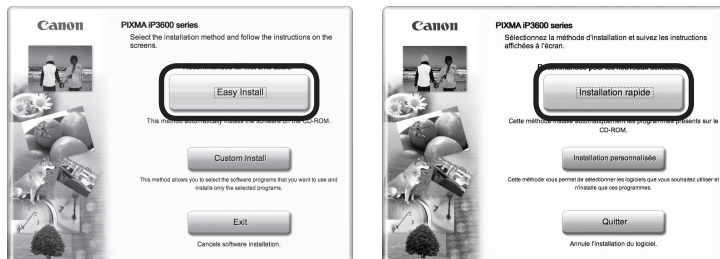 Canon
PIXMA iP3600 series
Select the installation method and follow the instructions on the
screens.
Easy Install
This method automatically installs the software on the CD-ROM.
Custom Install
This method allows you to select the software programs that you want to use and
installs only the selected programs.
Exit
Cancels software installation.
Canon
PIXMA iP3600 series
Sélectionnez la méthode d'installation et suivez les instructions
affichées à l'écran.
Installation rapide
Cette méthode installe automatiquement les programmes présents sur le
CD-ROM.
Installation personnalisée
Cette méthode vous permet de sélectionner les logiciels que vous souhaitez utiliser et
n'installe que ces programmes.
Quitter
Annule l'installation du logiciel.